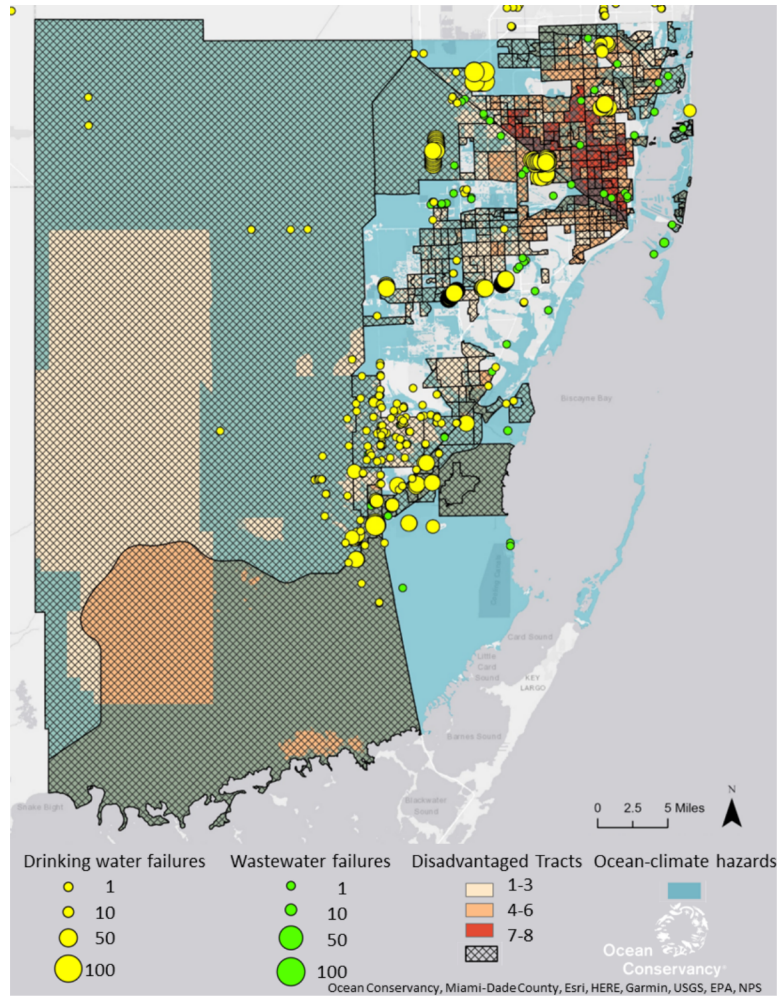 Biscayne Bay
Card Sound
Little
Card
Sound
KEY
LARGO
Barnes Sound
Blackwater
Sound
Snake Bight
N
0 2.5 5 Miles
Drinking water failures
1
10
50
100
Wastewater failures
1
10
50
100
Disadvantaged Tracts
1-3
4-6
7-8
Ocean-climate hazards
Ocean
Conservancy
Ocean Conservancy, Miami-Dade County, Esri, HERE, Garmin, USGS, EPA, NPS